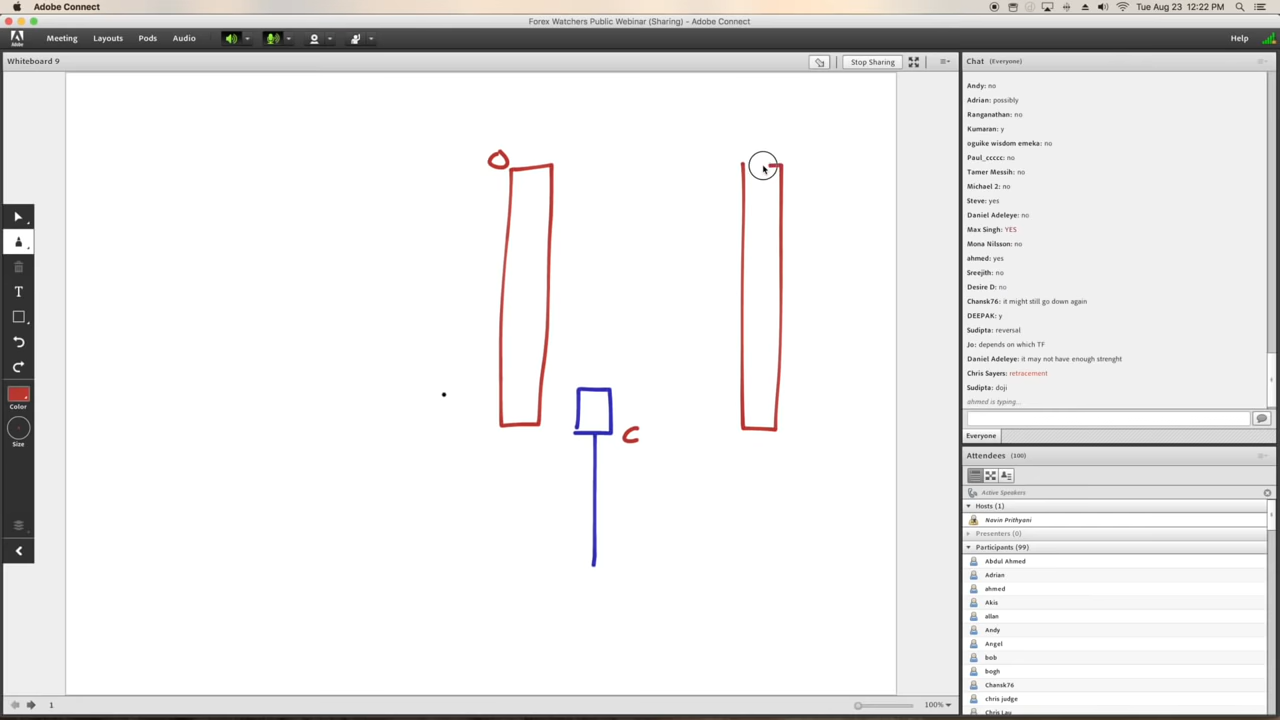 Tue Aug 23 12:22 PM
Forex Watchers Public Webinar (Sharing) - Adobe Connect
Meeting Layouts Pods Audio Help
Whiteboard 9
Stop Sharing
O
C
T
Color
Size
1
100%
Chat (Everyone)
Andy: no
Adrian: possibly
Ranganathan: no
Kumaran: y
oguike wisdom emeka: no
Paul_ccccc: no
Tamer Messih: no
Michael 2: no
Steve: yes
Daniel Adeleye: no
Max Singh: YES
Mona Nilsson: no
ahmed: yes
Sreejith: no
Desire D: no
Chansk76: it might still go down again
DEEPAK: y
Sudipta: reversal
Jo: depends on which TF
Daniel Adeleye: it may not have enough strenght
Chris Sayers: retracement
Sudipta: doji
ahmed is typing...
Everyone
Attendees (100)
Active Speakers
Hosts (1)
Navin Prithyani
Presenters (0)
Participants (99)
Abdul Ahmed
Adrian
ahmed
Akis
allan
Andy
Angel
bob
bogh
Chansk76
chris judge
Chris Lau